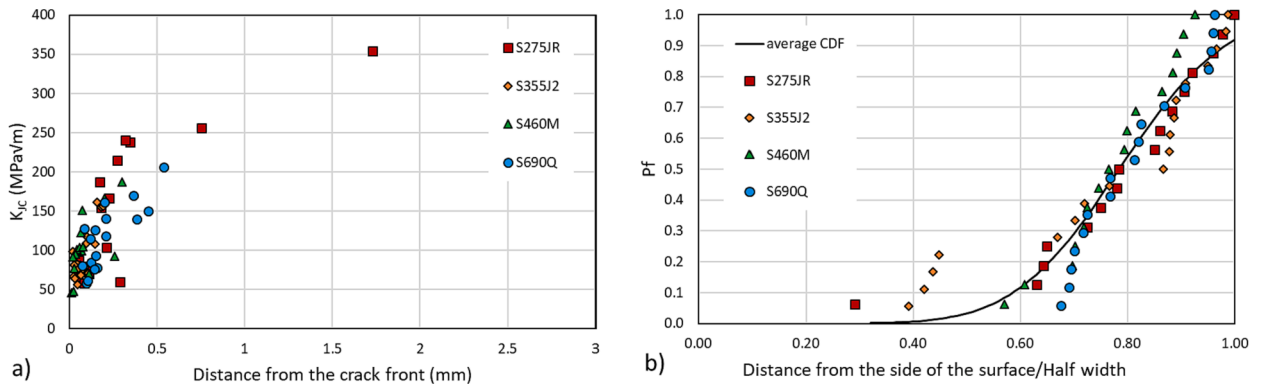 400
350
300
250
200
150
100
50
0
K_JC (MPa√m)
0
0.5
1
1.5
2
2.5
3
Distance from the crack front (mm)
S275JR
S355J2
S460M
S690Q
a)
1.0
0.9
0.8
0.7
0.6
0.5
0.4
0.3
0.2
0.1
0.0
Pf
0.00
0.20
0.40
0.60
0.80
1.00
Distance from the side of the surface/Half width
average CDF
S275JR
S355J2
S460M
S690Q
b)